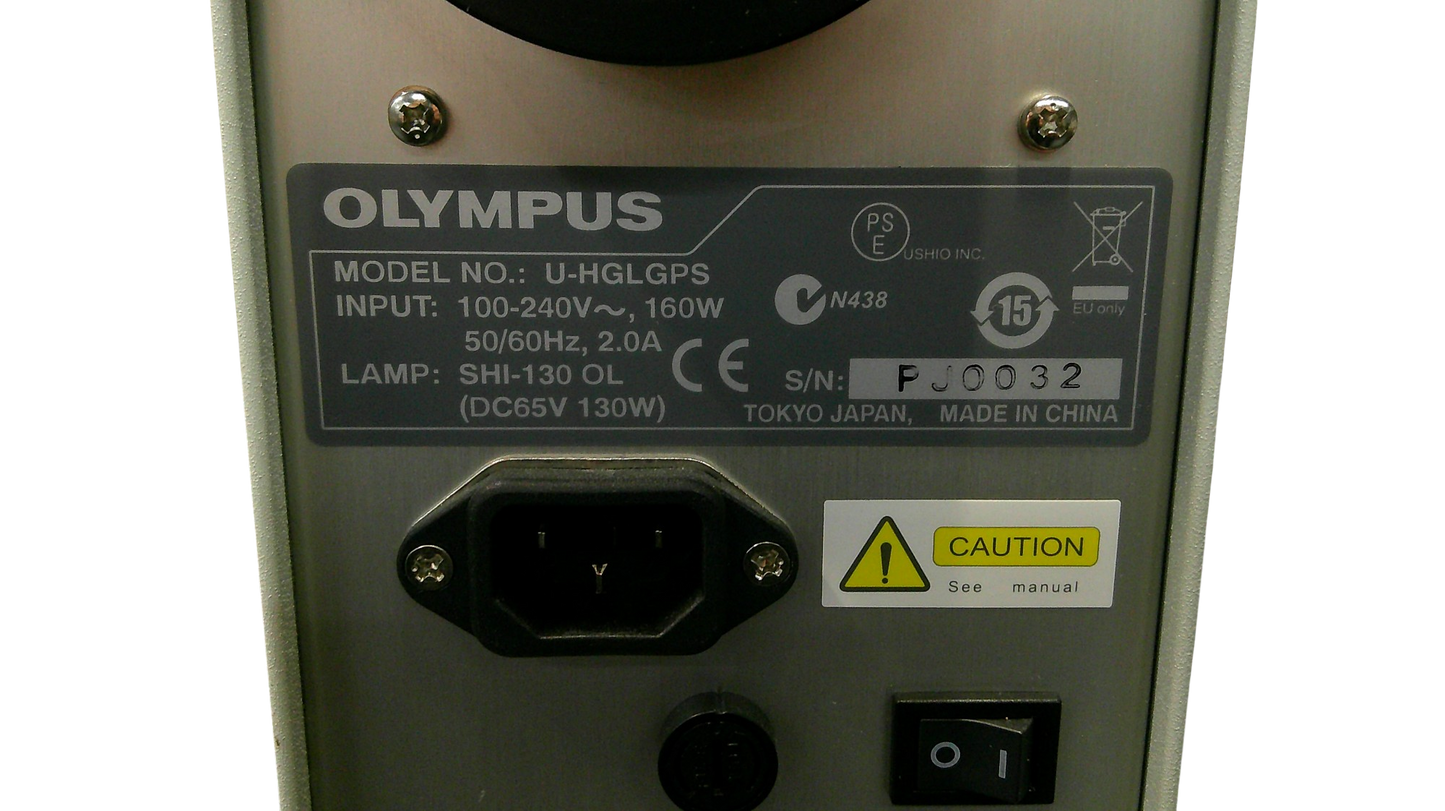 OLYMPUS
PS
E
USHIO INC.
MODEL NO.: U-HGLGPS
INPUT: 100-240V～, 160W
50/60Hz, 2.0A
LAMP: SHI-130 OL
(DC65V 130W)
N438
15
EU only
CE
S/N: PJ0032
TOKYO JAPAN, MADE IN CHINA
CAUTION
See manual
O I